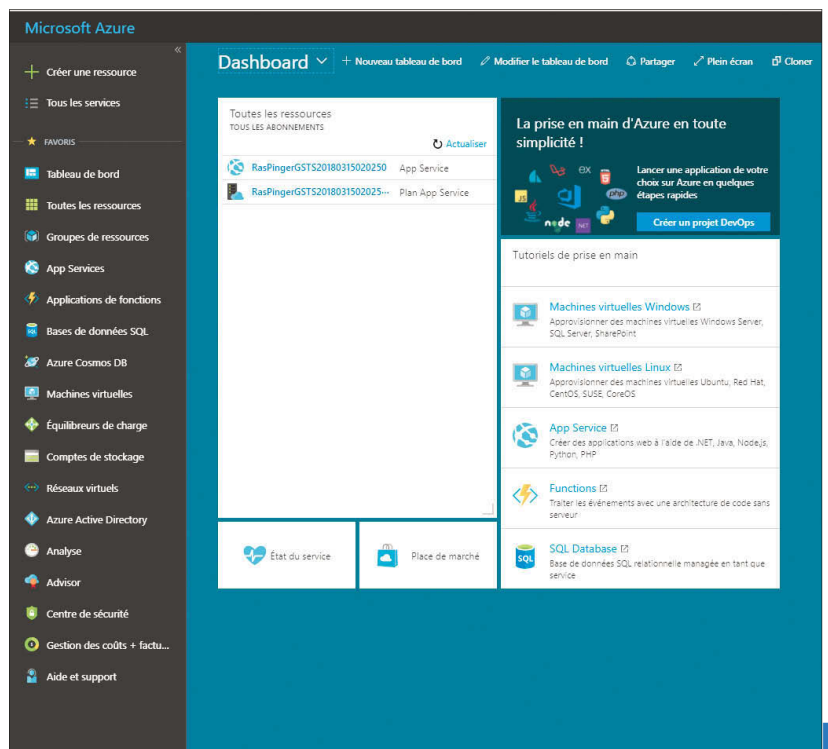 Microsoft Azure
«
Créer une ressource
Tous les services
FAVORIS
Tableau de bord
Toutes les ressources
Groupes de ressources
App Services
Applications de fonctions
Bases de données SQL
Azure Cosmos DB
Machines virtuelles
Équilibreurs de charge
Comptes de stockage
Réseaux virtuels
Azure Active Directory
Analyse
Advisor
Centre de sécurité
Gestion des coûts + factu...
Aide et support
Dashboard
+ Nouveau tableau de bord
Modifier le tableau de bord
Partager
Plein écran
Cloner
Toutes les ressources
TOUS LES ABONNEMENTS
Actualiser
RasPingerGSTS20180315020250 App Service
RasPingerGSTS2018031502025... Plan App Service
État du service
Place de marché
La prise en main d'Azure en toute
simplicité !
Lancer une application de votre
choix sur Azure en quelques
étapes rapides
Créer un projet DevOps
EX
JS
php
node
.NET
Tutoriels de prise en main
Machines virtuelles Windows
Approvisionner des machines virtuelles Windows Server,
SQL Server, SharePoint
Machines virtuelles Linux
Approvisionner des machines virtuelles Ubuntu, Red Hat,
CentOS, SUSE, CoreOS
App Service
Créer des applications web à l'aide de .NET, Java, Node.js,
Python, PHP
Functions
Traiter les événements avec une architecture de code sans
serveur
SQL
SQL Database
Base de données SQL relationnelle managée en tant que
service